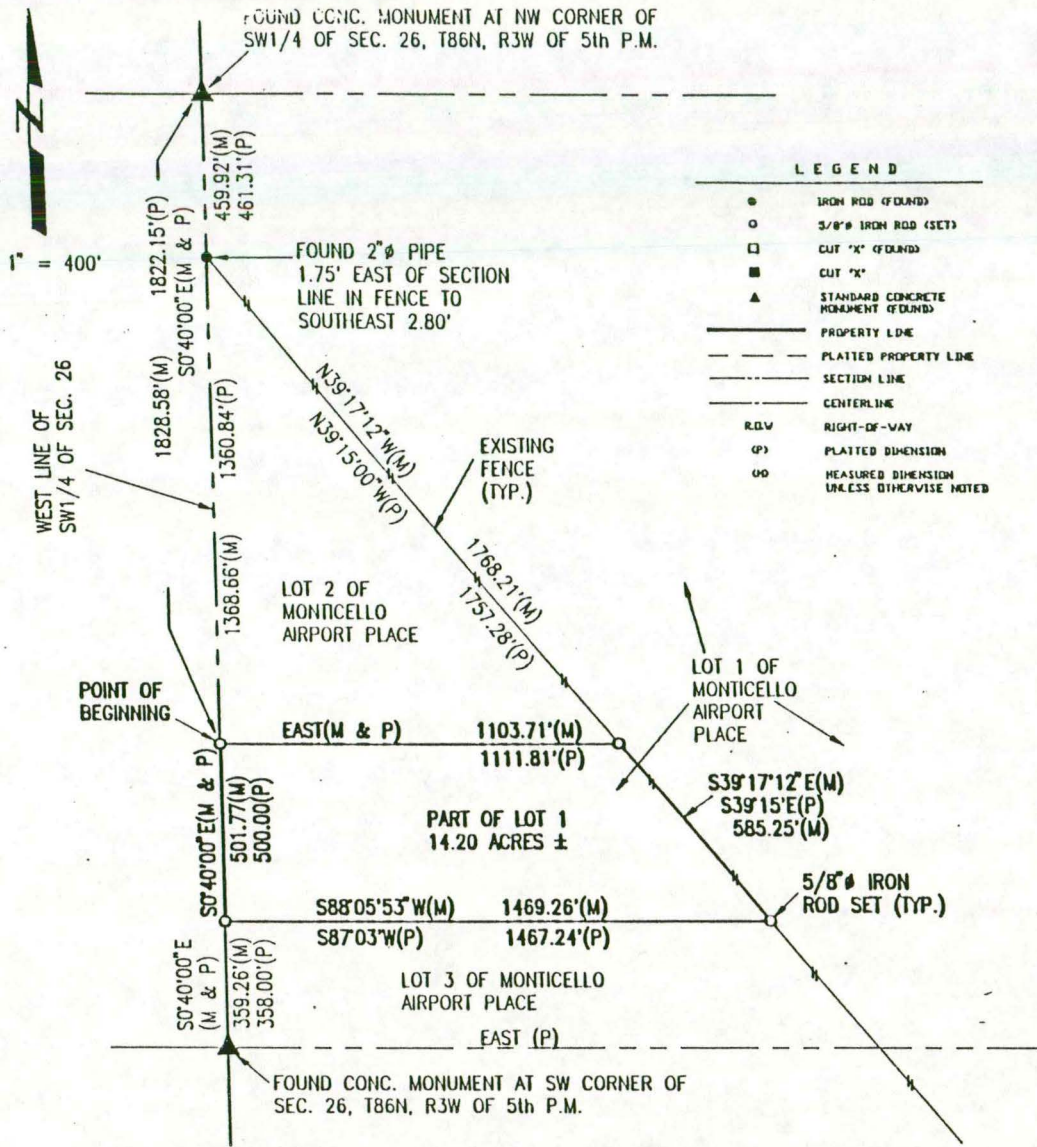 FOUND CONC. MONUMENT AT NW CORNER OF
SW1/4 OF SEC. 26, T86N, R3W OF 5th P.M.
N
1" = 400'
1822.15'(P)
1828.58'(M)
S0°40'00"E(M & P)
459.92'(M)
461.31'(P)
FOUND 2"ø PIPE
1.75' EAST OF SECTION
LINE IN FENCE TO
SOUTHEAST 2.80'
WEST LINE OF
SW1/4 OF SEC. 26
1360.84'(P)
1368.66'(M)
N39°17'12"W(M)
N39°15'00"W(P)
EXISTING
FENCE
(TYP.)
1768.21'(M)
1757.28'(P)
LEGEND
IRON ROD (FOUND)
5/8"ø IRON ROD (SET)
CUT "X" (FOUND)
CUT "X"
STANDARD CONCRETE
MONUMENT (FOUND)
PROPERTY LINE
PLATTED PROPERTY LINE
SECTION LINE
CENTERLINE
R.O.W RIGHT-OF-WAY
(P) PLATTED DIMENSION
(M) MEASURED DIMENSION
UNLESS OTHERWISE NOTED
LOT 2 OF
MONTICELLO
AIRPORT PLACE
LOT 1 OF
MONTICELLO
AIRPORT
PLACE
POINT OF
BEGINNING
EAST(M & P) 1103.71'(M)
1111.81'(P)
S0°40'00"E(M & P)
501.77(M)
500.00(P)
PART OF LOT 1
14.20 ACRES ±
S39°17'12"E(M)
S39°15'E(P)
585.25'(M)
5/8"ø IRON
ROD SET (TYP.)
S88°05'53"W(M) 1469.26'(M)
S87°03'W(P) 1467.24'(P)
S0°40'00"E
(M & P)
359.26'(M)
358.00'(P)
LOT 3 OF MONTICELLO
AIRPORT PLACE
EAST (P)
FOUND CONC. MONUMENT AT SW CORNER OF
SEC. 26, T86N, R3W OF 5th P.M.